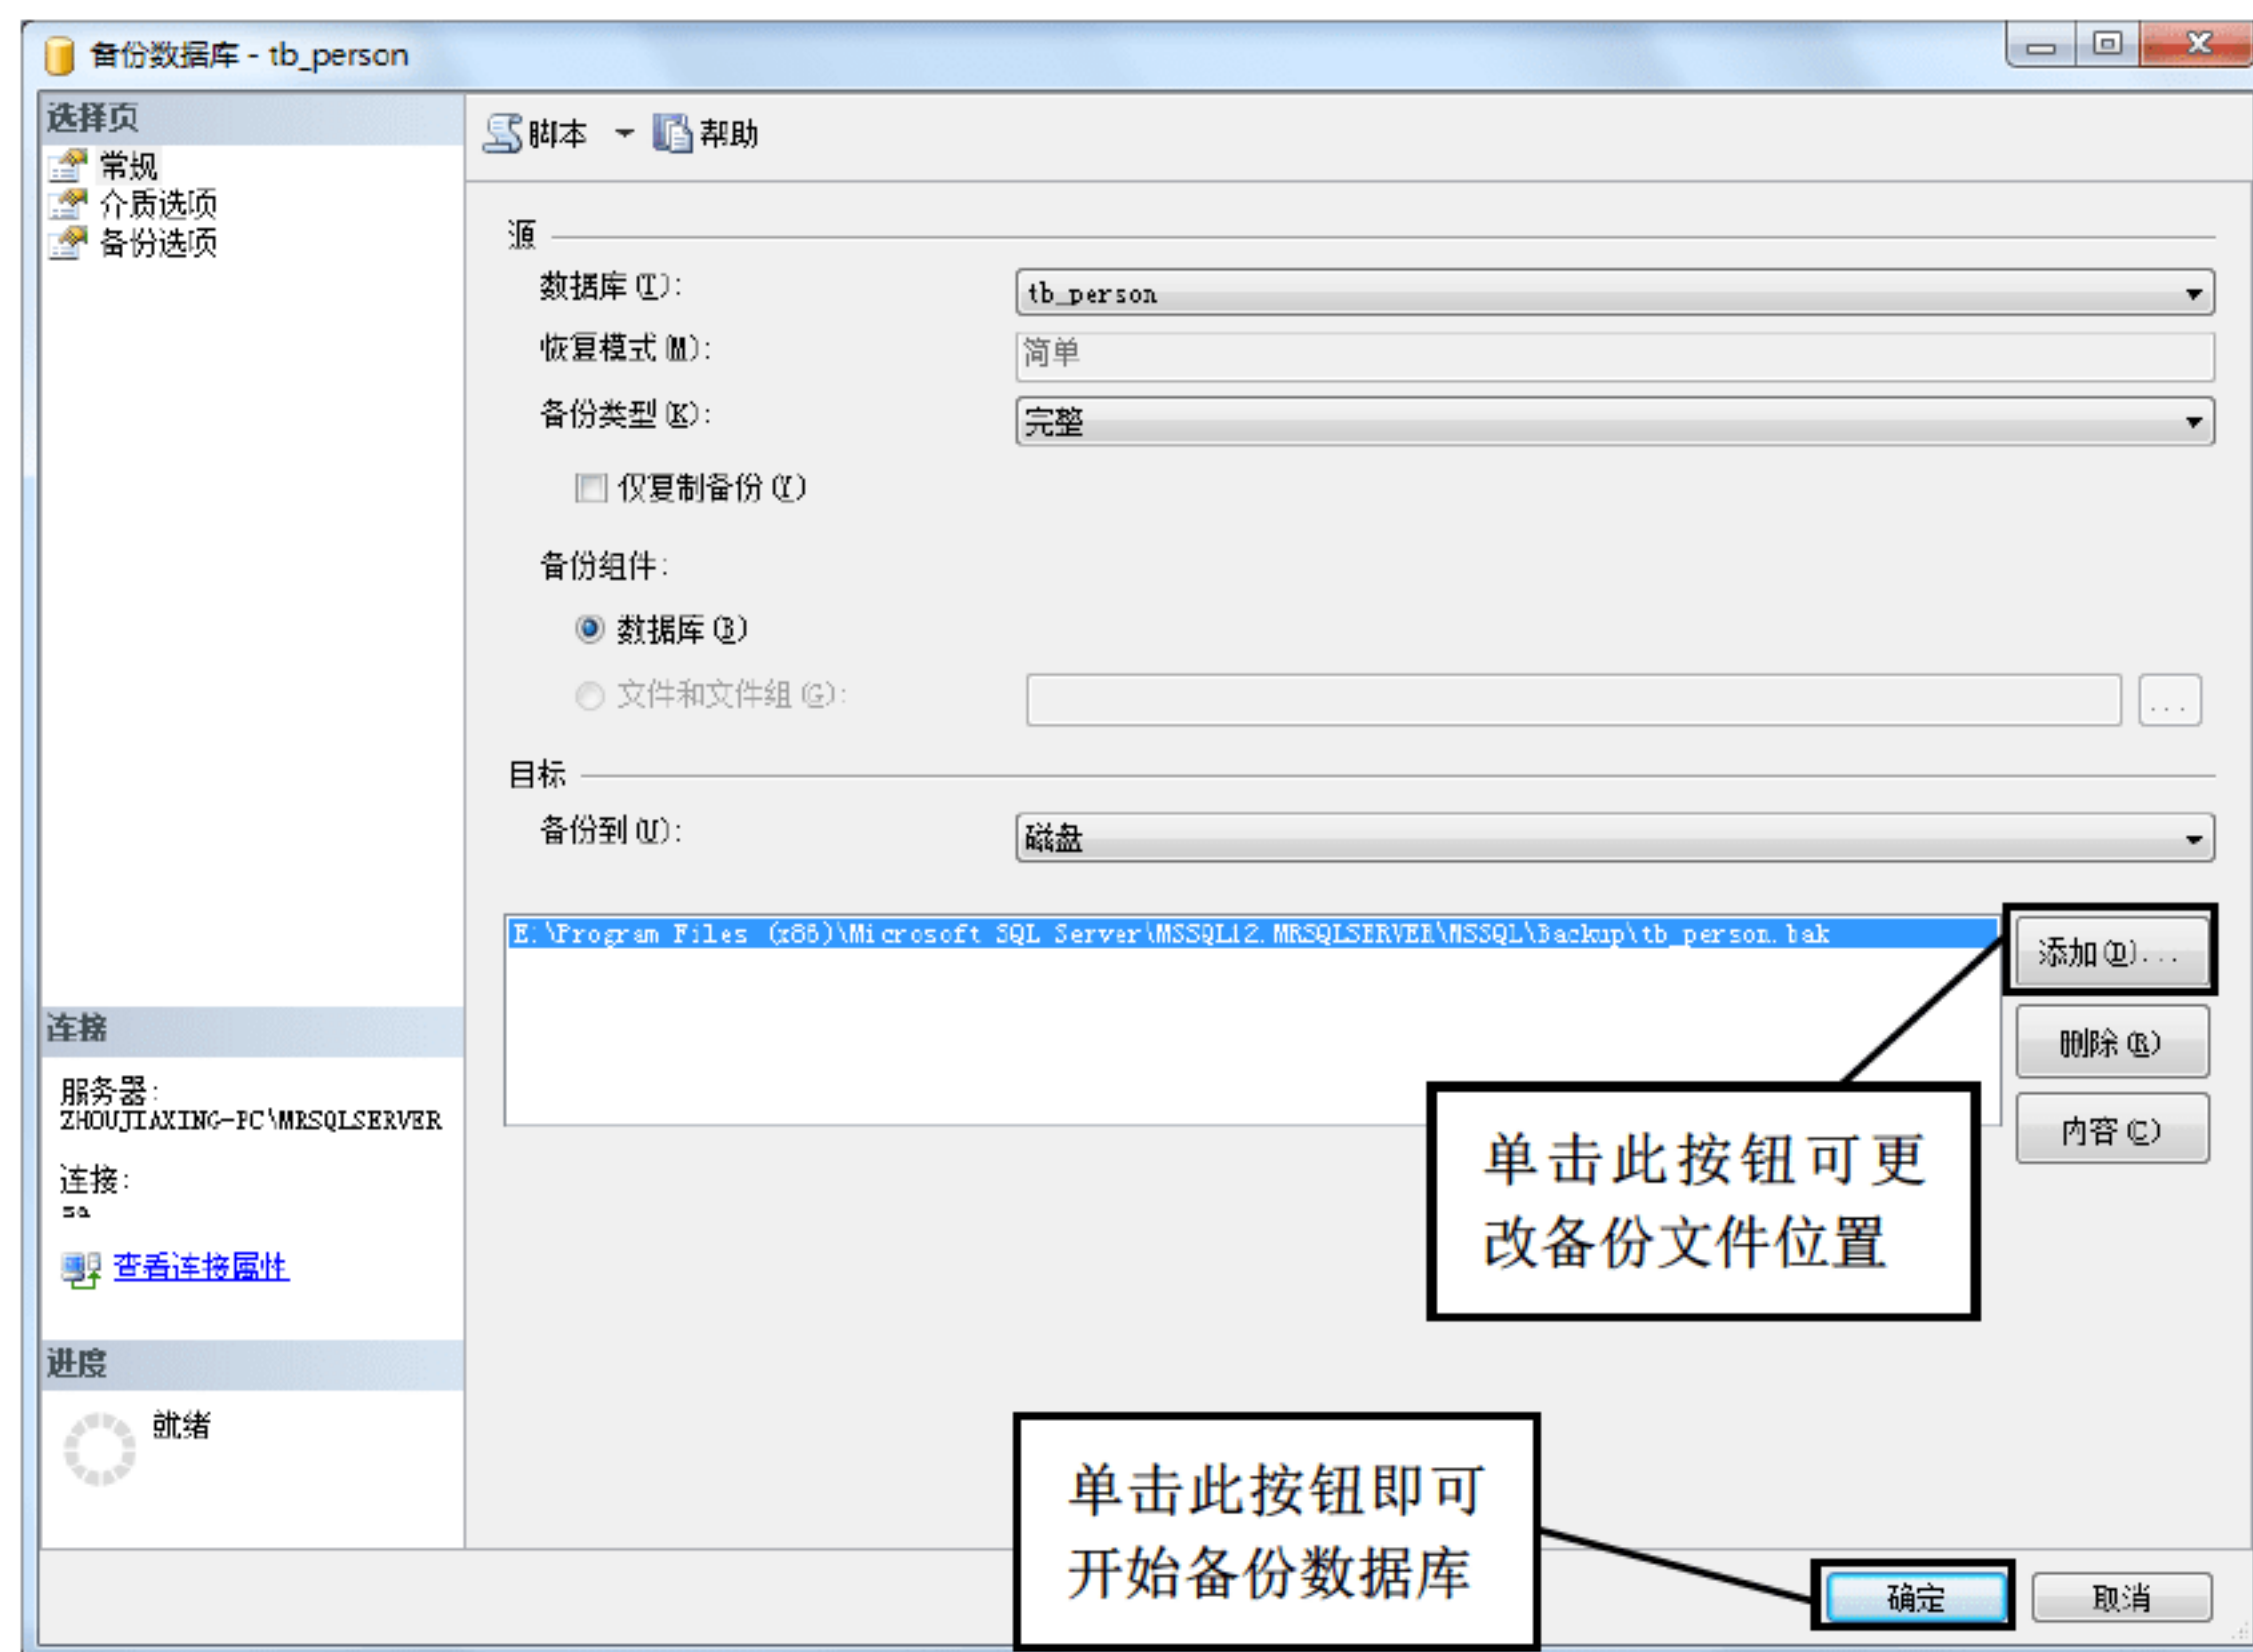 备份数据库 - tb_person
选择页
常规
介质选项
备份选项
脚本
帮助
源
数据库(T):
tb_person
恢复模式(M):
简单
备份类型(K):
完整
仅复制备份(Y)
备份组件:
数据库(B)
文件和文件组(G):
...
目标
备份到(U):
磁盘
E:\Program Files (x86)\Microsoft SQL Server\MSSQL12.MRSQLSERVER\MSSQL\Backup\tb_person.bak
添加(D)...
删除(R)
内容(C)
连接
服务器:
ZHOUJIAXING-PC\MRSQLSERVER
连接:
sa
查看连接属性
进度
就绪
单击此按钮可更
改备份文件位置
单击此按钮即可
开始备份数据库
确定
取消